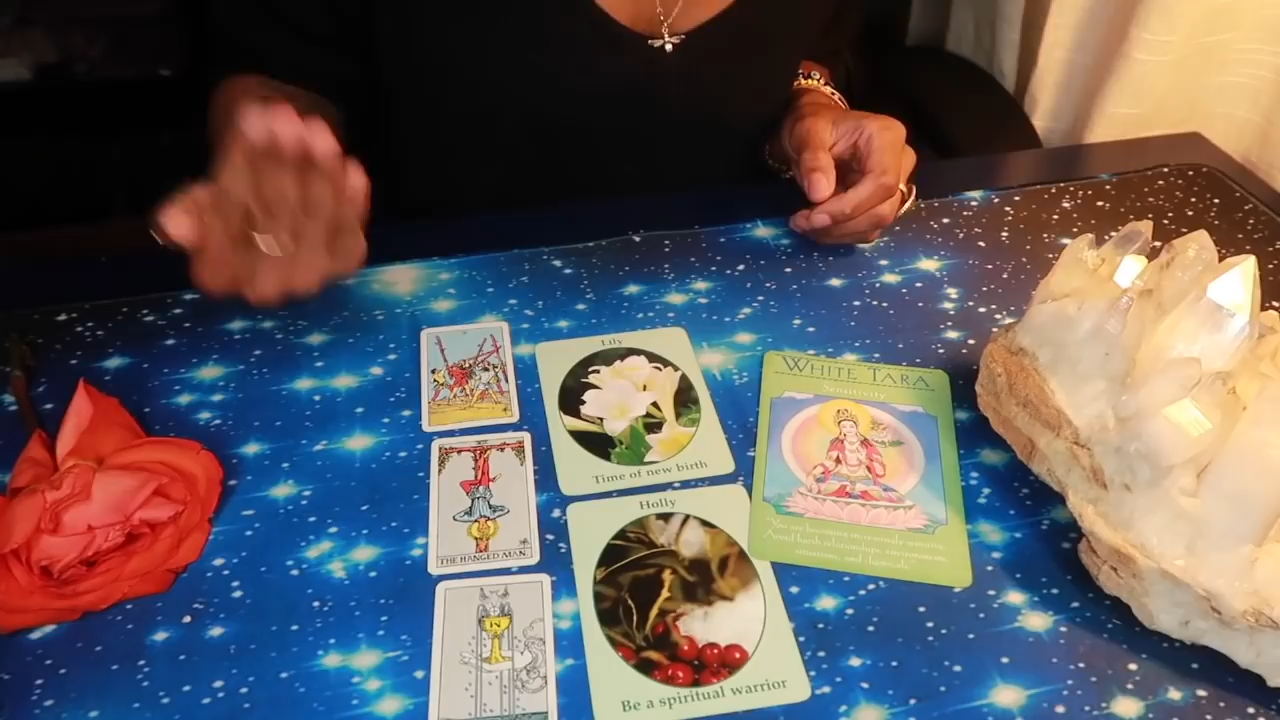 XII
THE HANGED MAN.
Lily
Time of new birth
Holly
Be a spiritual warrior
WHITE TARA
Sensitivity
"You are becoming increasingly sensitive.
Avoid harsh relationships, environments,
situations, and chemicals."